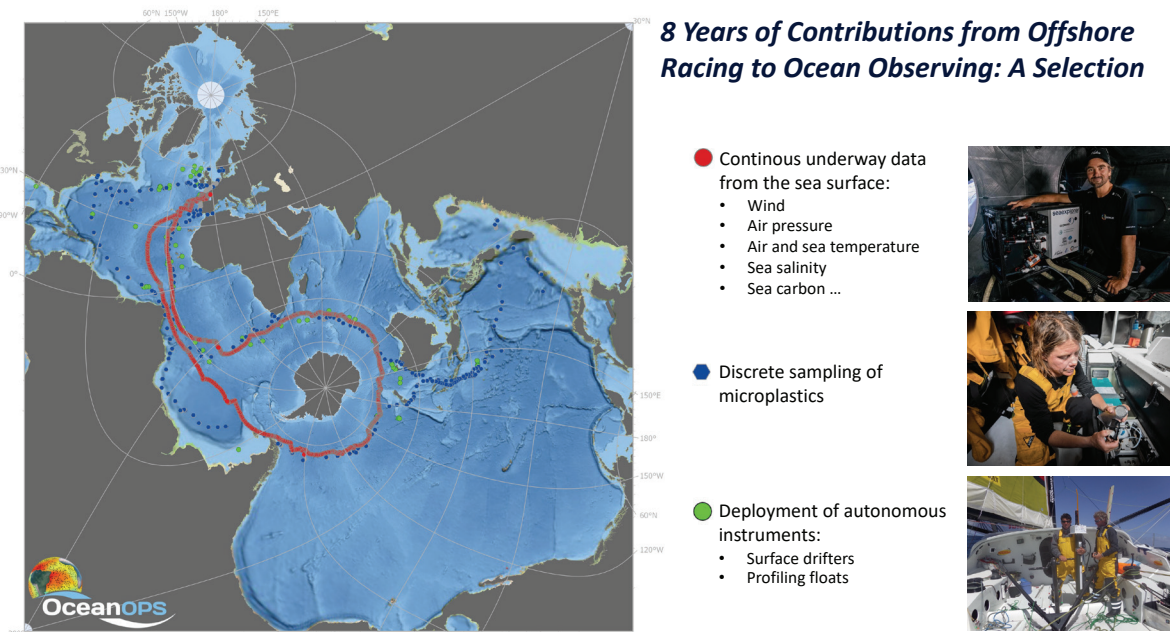 60°N 150°W 180° 150°E
30°N
30°N
0°
150°E
180°
150°W
60°N
120°W
OceanOPS
8 Years of Contributions from Offshore
Racing to Ocean Observing: A Selection
Continous underway data
from the sea surface:
• Wind
• Air pressure
• Air and sea temperature
• Sea salinity
• Sea carbon …
Discrete sampling of
microplastics
Deployment of autonomous
instruments:
• Surface drifters
• Profiling floats